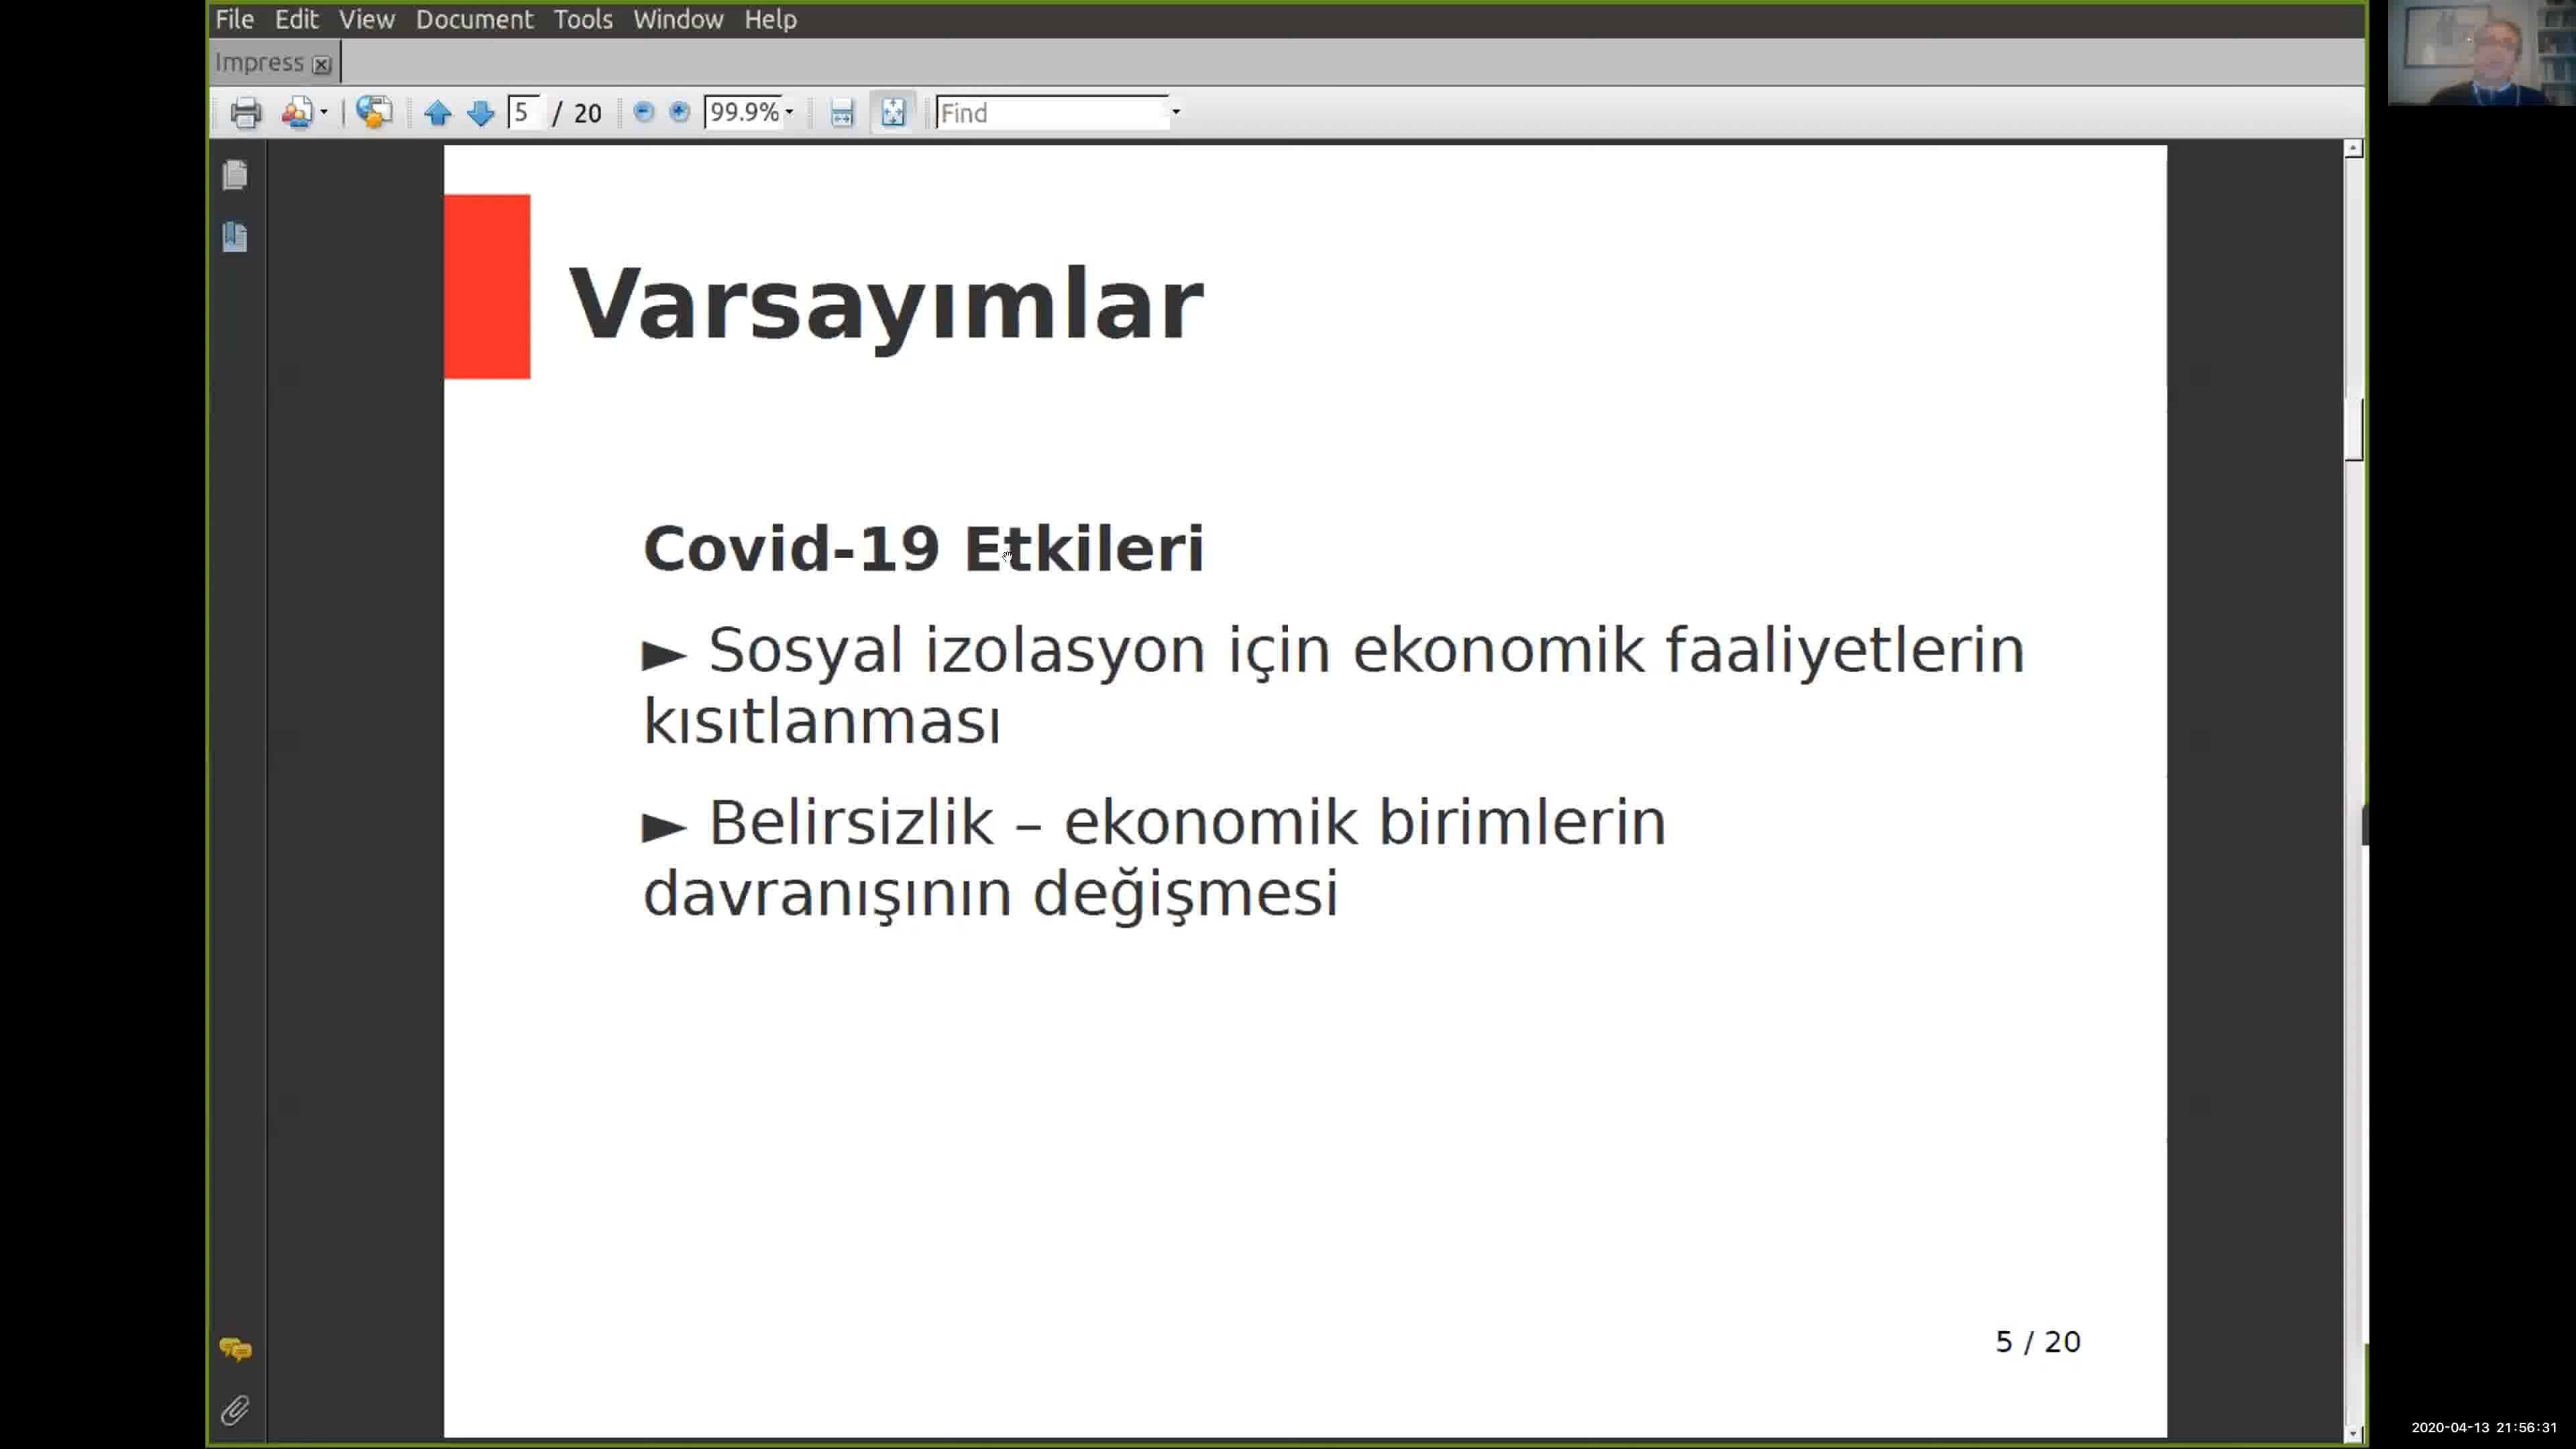 File Edit View Document Tools Window Help
Impress
5 / 20 99.9% Find
Varsayımlar
Covid-19 Etkileri
► Sosyal izolasyon için ekonomik faaliyetlerin
kısıtlanması
► Belirsizlik – ekonomik birimlerin
davranışının değişmesi
5 / 20
2020-04-13 21:56:31